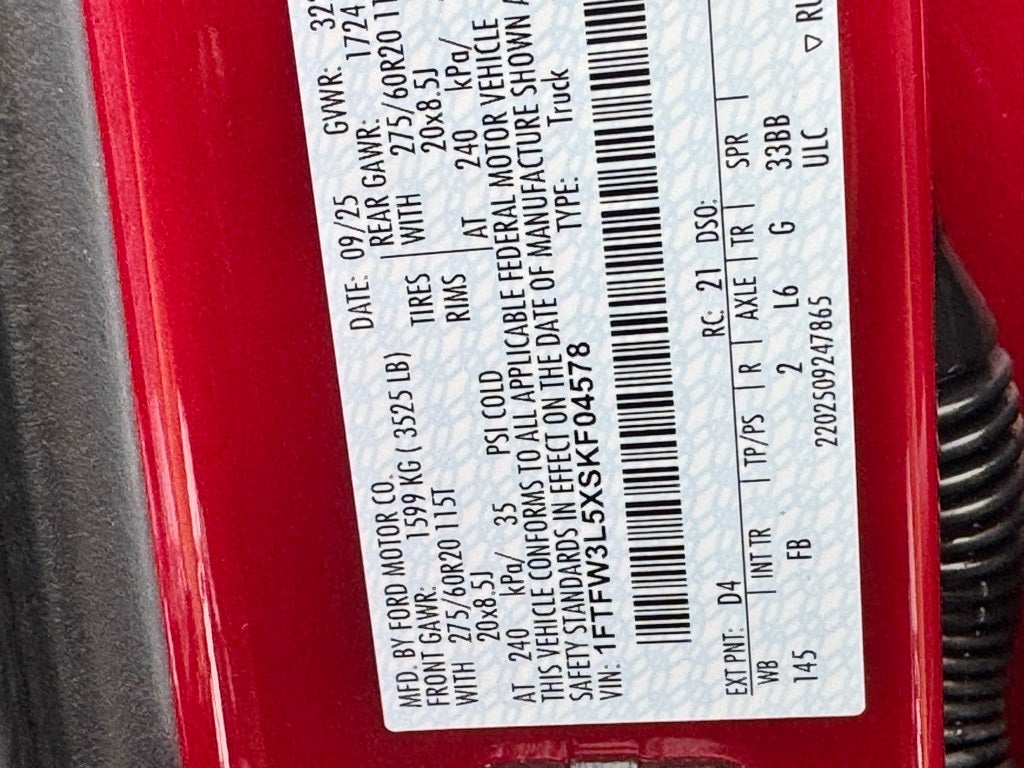 MFD. BY FORD MOTOR CO. DATE: 09/25 GVWR:
FRONT GAWR: 1599 KG ( 3525 LB) REAR GAWR: 1724
WITH 275/60R20 115T TIRES WITH 275/60R20
20x8.5J RIMS 20x8.5J
AT 240 kPa/ 35 PSI COLD AT 240 kPa/
THIS VEHICLE CONFORMS TO ALL APPLICABLE FEDERAL MOTOR VEHICLE
SAFETY STANDARDS IN EFFECT ON THE DATE OF MANUFACTURE SHOWN
VIN: 1FTFW3L5XSKF04578 TYPE: Truck
EXT PNT: D4 RC: 21 DSO:
WB INT TR TP/PS R AXLE TR SPR
145 FB 2 L6 G 33BB
2202509247865 ULC